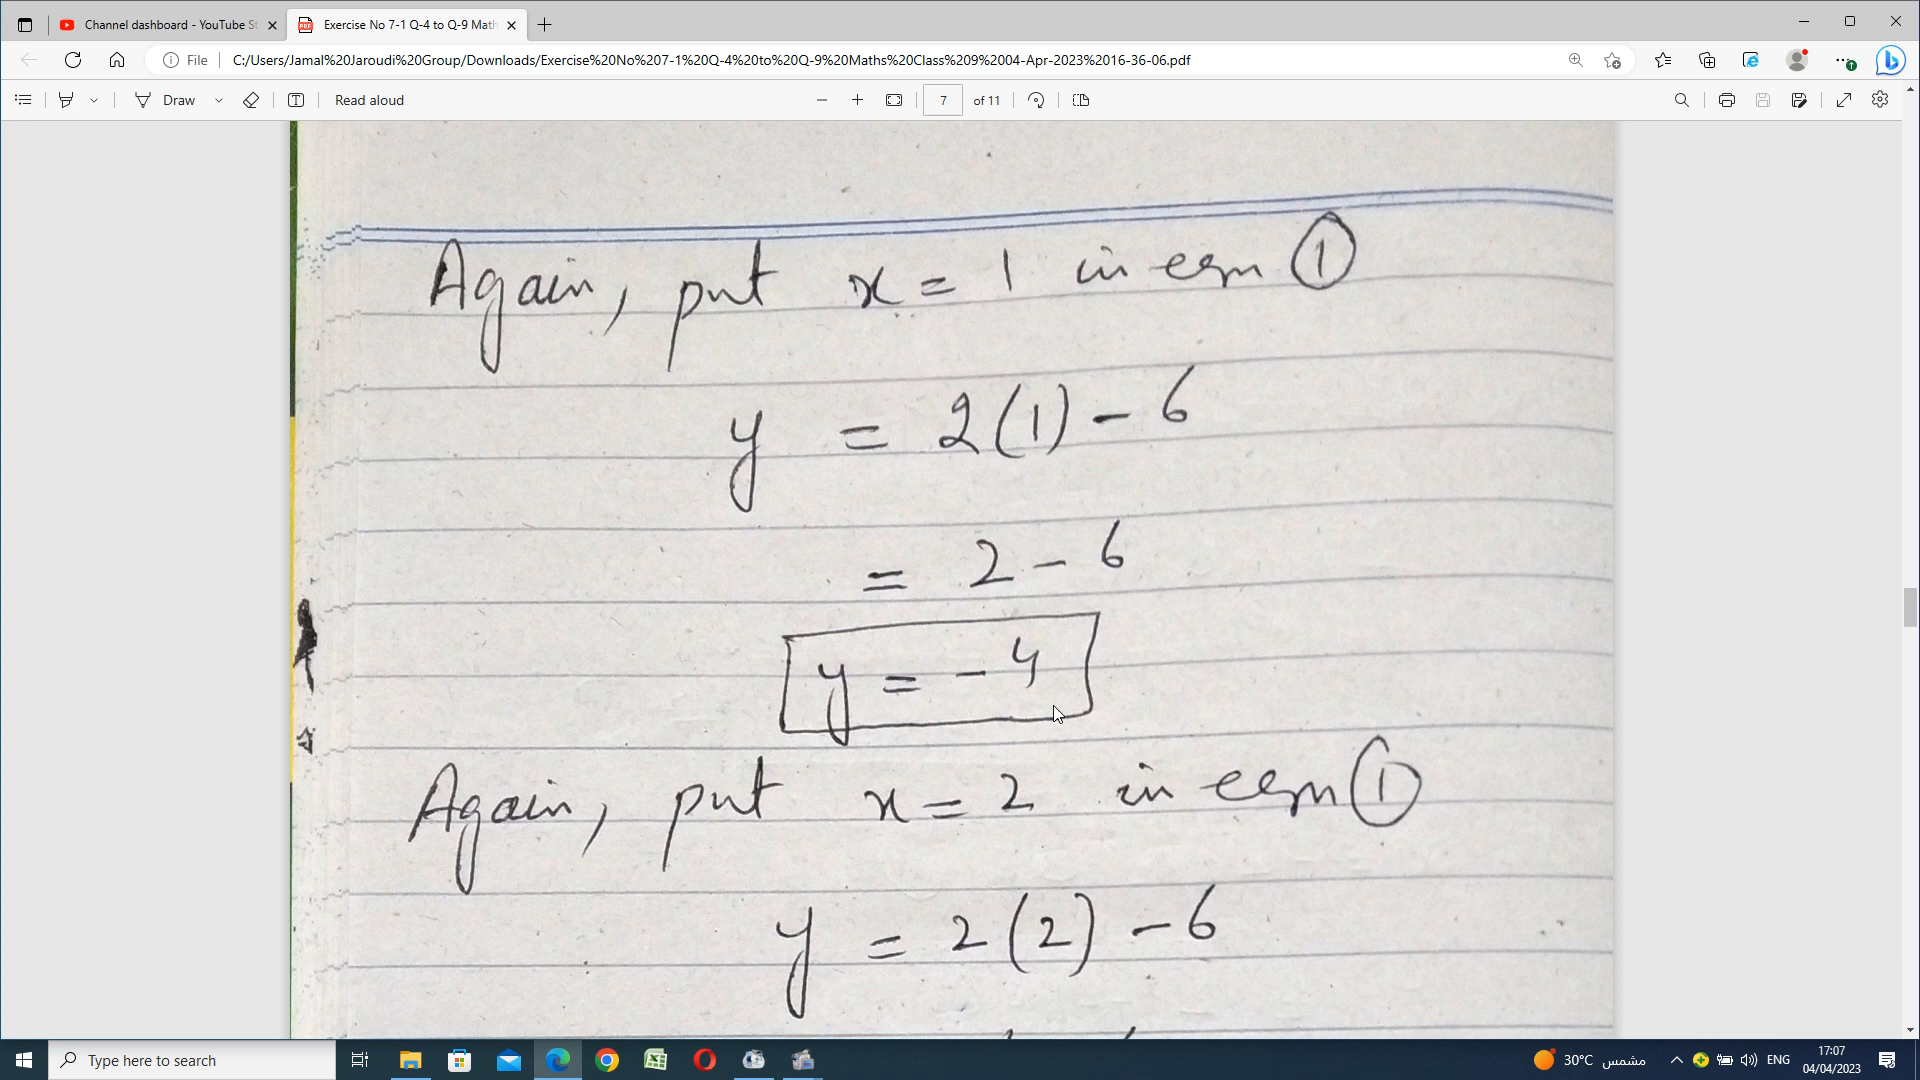 Channel dashboard - YouTube St
Exercise No 7-1 Q-4 to Q-9 Math
File
C:/Users/Jamal%20Jaroudi%20Group/Downloads/Exercise%20No%207-1%20Q-4%20to%20Q-9%20Maths%20Class%209%2004-Apr-2023%2016-36-06.pdf
Draw
Read aloud
7 of 11
Again, put x = 1 in eqn ①
y = 2(1) - 6
= 2 - 6
y = - 4
Again, put x = 2 in eqn ①
y = 2(2) - 6
Type here to search
30°C مشمس
ENG
17:07
04/04/2023